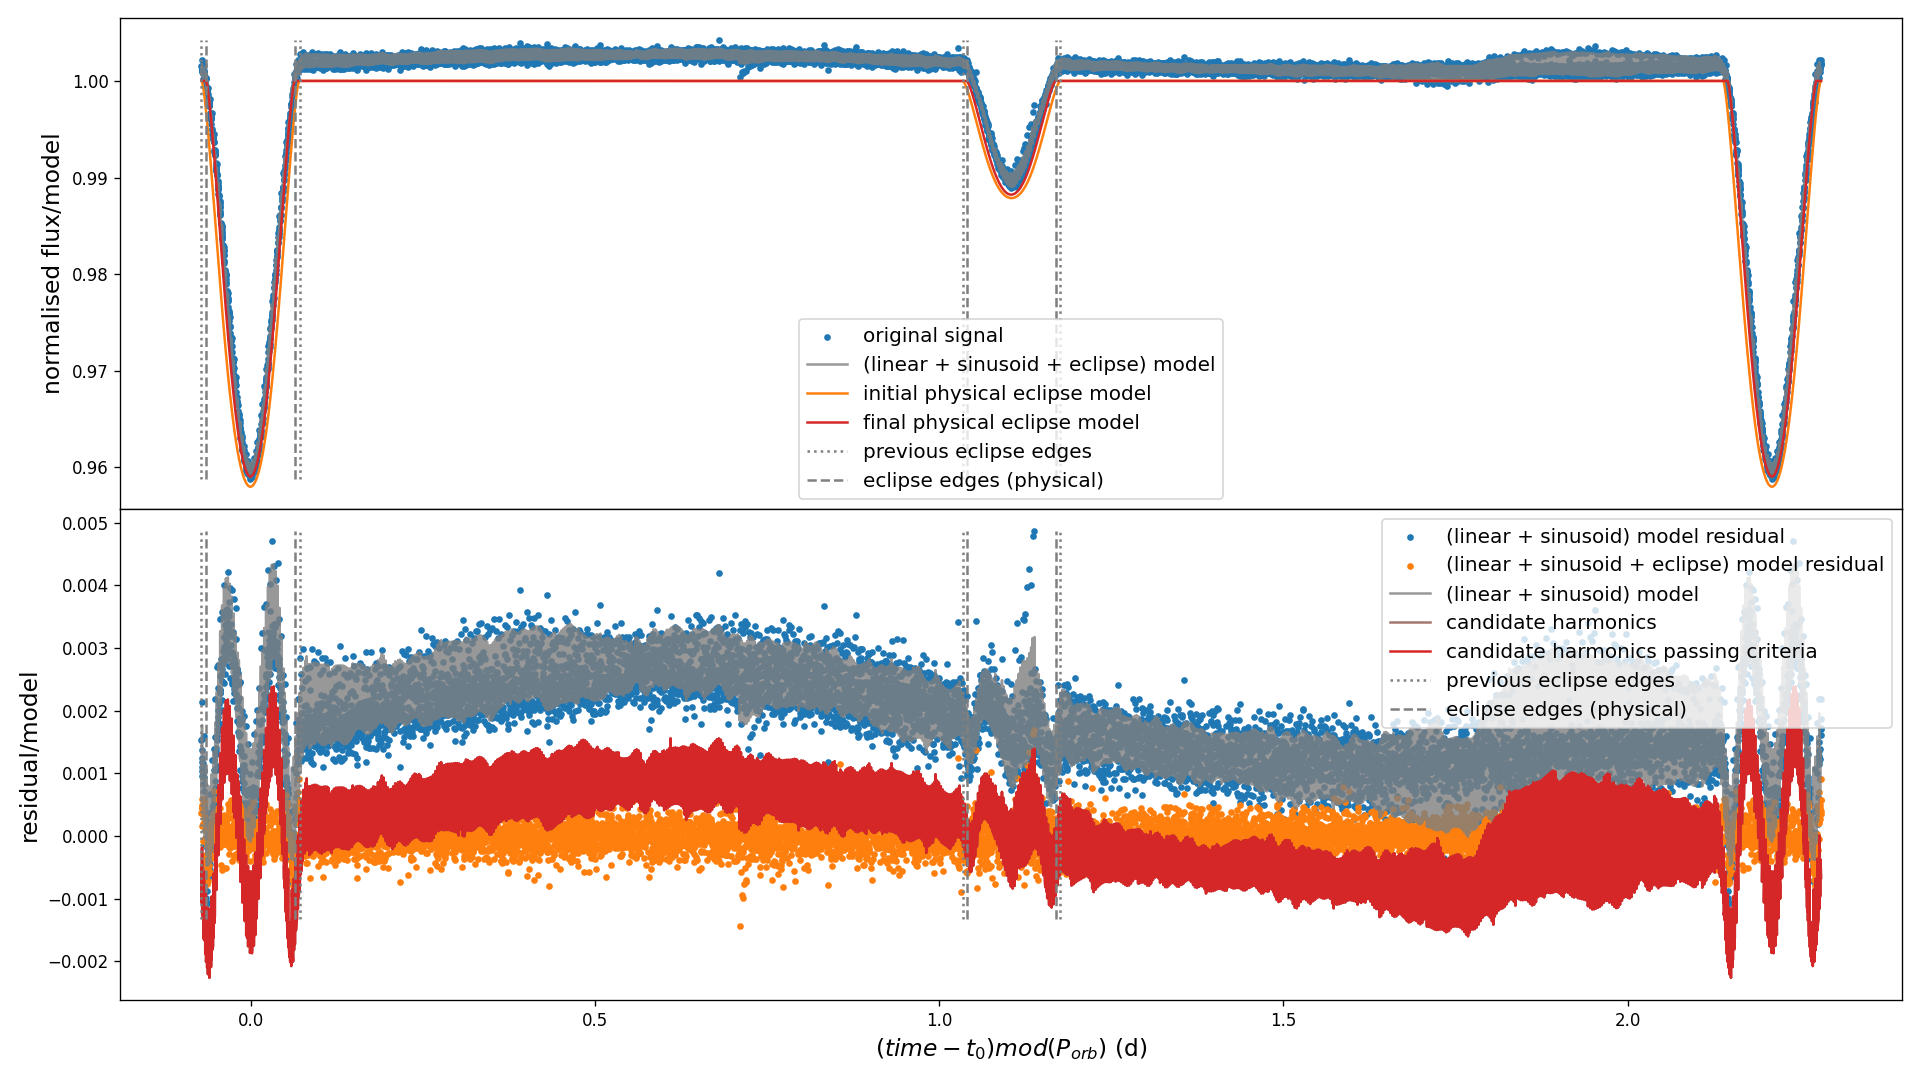 normalised flux/model
1.00
0.99
0.98
0.97
0.96
original signal
(linear + sinusoid + eclipse) model
initial physical eclipse model
final physical eclipse model
previous eclipse edges
eclipse edges (physical)
residual/model
0.005
0.004
0.003
0.002
0.001
0.000
−0.001
−0.002
(linear + sinusoid) model residual
(linear + sinusoid + eclipse) model residual
(linear + sinusoid) model
candidate harmonics
candidate harmonics passing criteria
previous eclipse edges
eclipse edges (physical)
0.0 0.5 1.0 1.5 2.0
(time − t₀)mod(P_orb) (d)